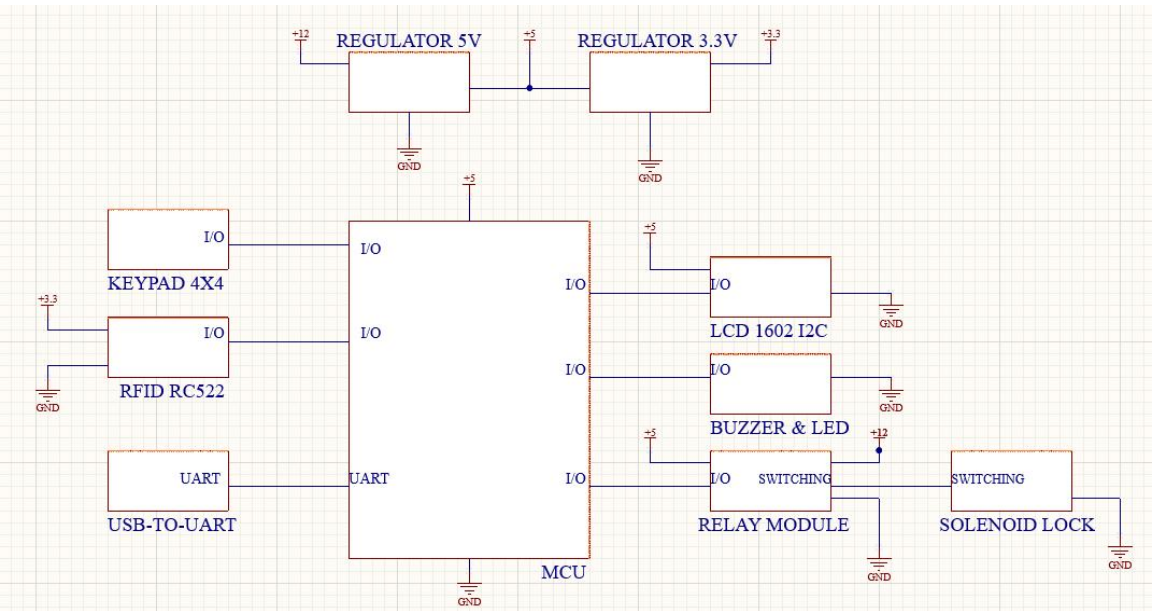 +12
REGULATOR 5V
+5
REGULATOR 3.3V
+3.3
GND
GND
+5
I/O
KEYPAD 4X4
I/O
+3.3
I/O
RFID RC522
GND
I/O
UART
USB-TO-UART
UART
I/O
I/O
I/O
MCU
GND
+5
I/O
LCD 1602 I2C
GND
I/O
BUZZER & LED
GND
+5
+12
I/O
SWITCHING
RELAY MODULE
GND
SWITCHING
SOLENOID LOCK
GND